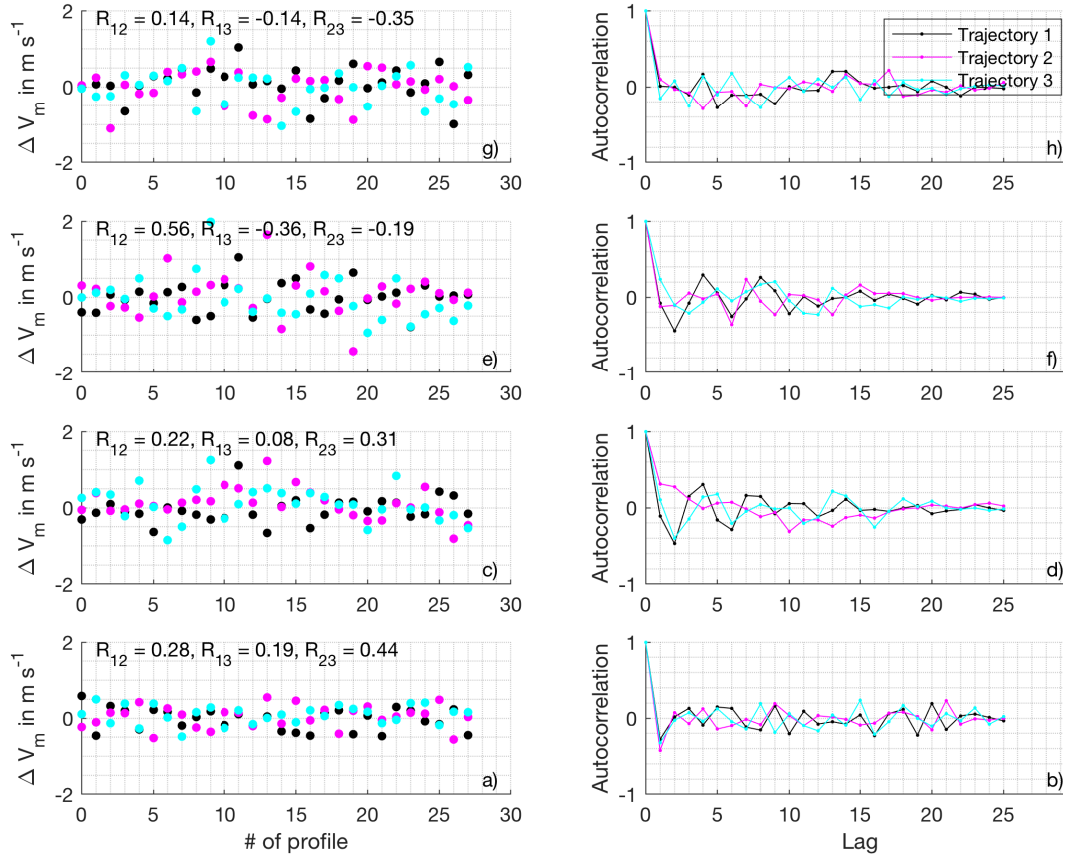 R12 = 0.14, R13 = -0.14, R23 = -0.35
Δ Vm in m s-1
2
0
-2
0 5 10 15 20 25 30
g)
Autocorrelation
1
0
-1
0 5 10 15 20 25
Trajectory 1
Trajectory 2
Trajectory 3
h)
R12 = 0.56, R13 = -0.36, R23 = -0.19
Δ Vm in m s-1
2
0
-2
0 5 10 15 20 25 30
e)
Autocorrelation
1
0
-1
0 5 10 15 20 25
f)
R12 = 0.22, R13 = 0.08, R23 = 0.31
Δ Vm in m s-1
2
0
-2
0 5 10 15 20 25 30
c)
Autocorrelation
1
0
-1
0 5 10 15 20 25
d)
R12 = 0.28, R13 = 0.19, R23 = 0.44
Δ Vm in m s-1
2
0
-2
0 5 10 15 20 25 30
a)
# of profile
Autocorrelation
1
0
-1
0 5 10 15 20 25
b)
Lag